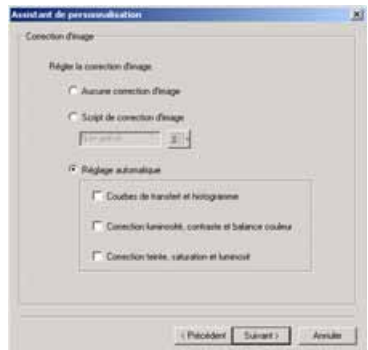 Assistant de personnalisation
Correction d'image
Régler la correction d'image
Aucune correction d'image
Script de correction d'image
Réglage automatique
Courbes de transfert et histogramme
Correction luminosité, contraste et balance couleur
Correction teinte, saturation et luminosit
< Précédent
Suivant >
Annuler